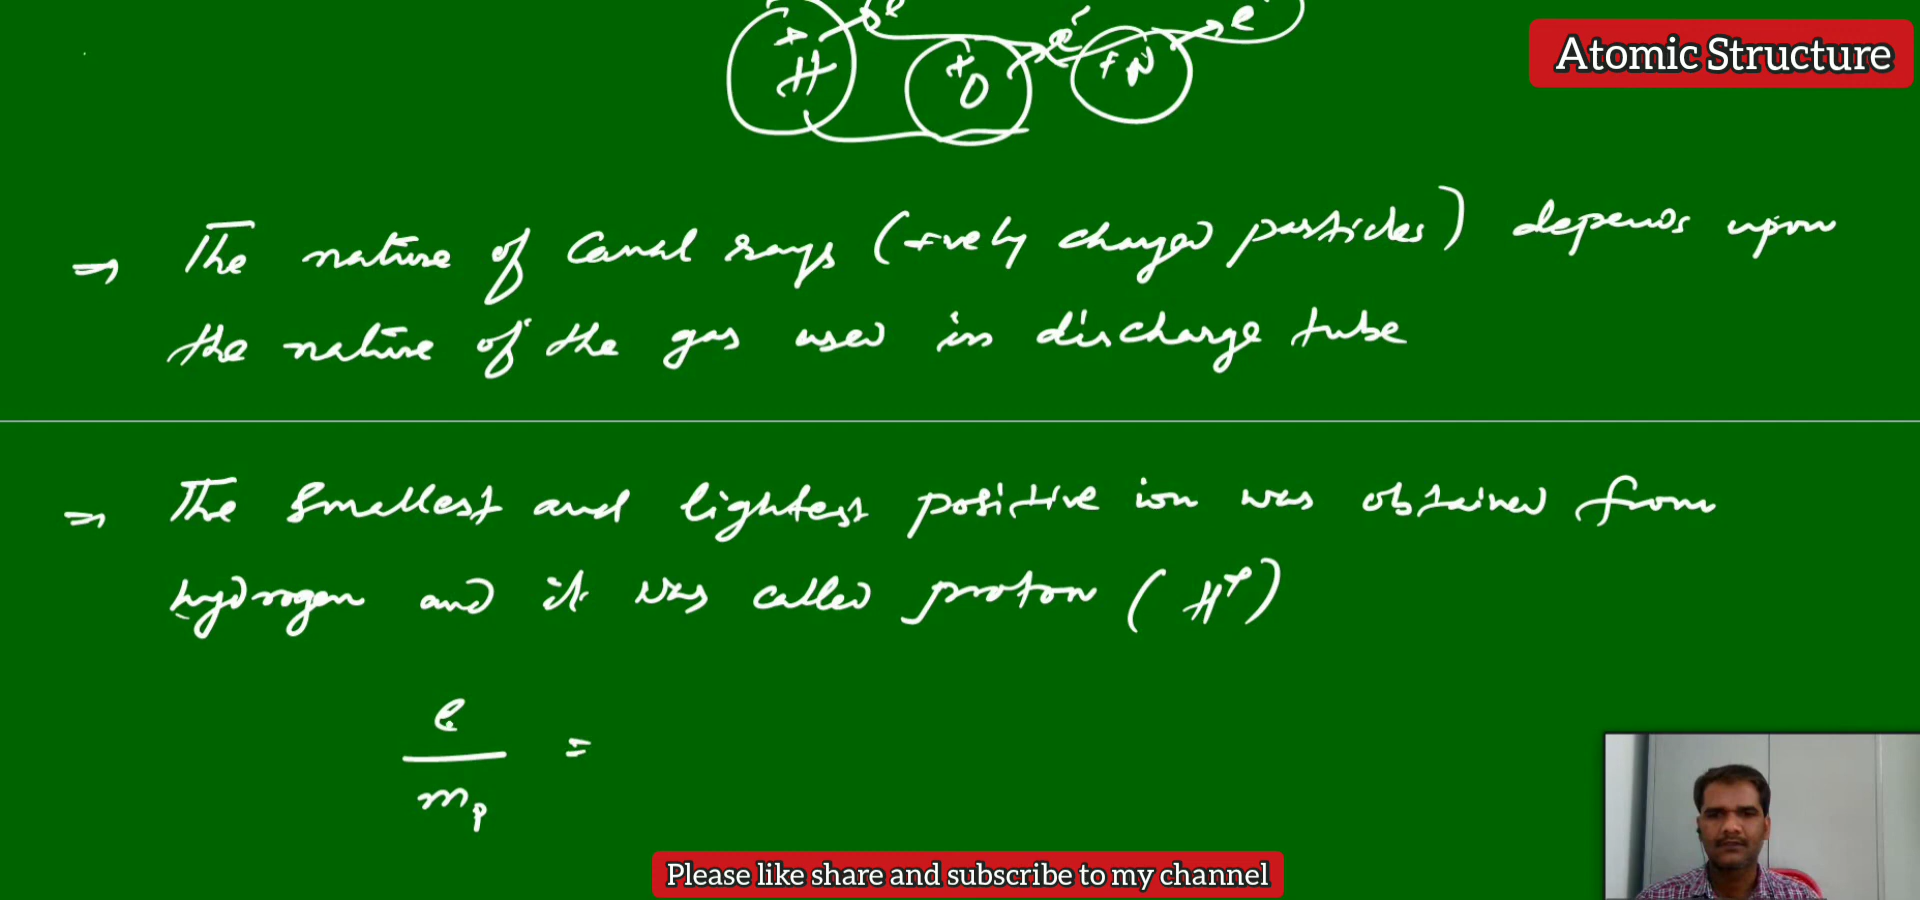 Atomic Structure
+ H e
+ O e
+ N e
→ The nature of Canal rays (+vely charged particles) depends upon
the nature of the gas used in discharge tube
→ The smallest and lightest positive ion was obtained from
hydrogen and it was called proton (H⁺)
e
—
mₚ =
Please like share and subscribe to my channel